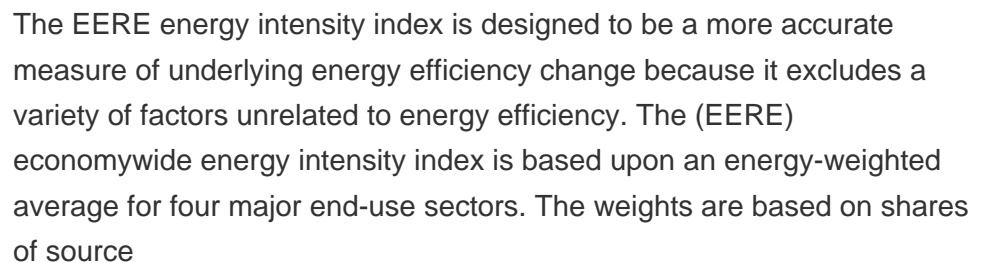 The EERE energy intensity index is designed to be a more accurate
measure of underlying energy efficiency change because it excludes a
variety of factors unrelated to energy efficiency. The (EERE)
economywide energy intensity index is based upon an energy-weighted
average for four major end-use sectors. The weights are based on shares
of source